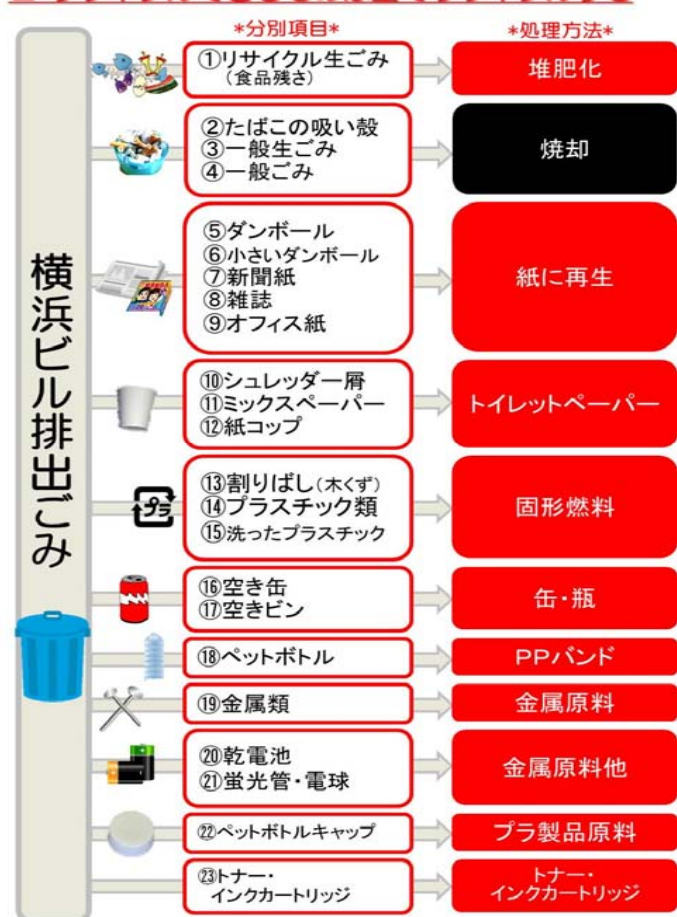 *分別項目*
*処理方法*
横浜ビル排出ごみ
①リサイクル生ごみ
(食品残さ)
堆肥化
②たばこの吸い殻
③一般生ごみ
④一般ごみ
焼却
⑤ダンボール
⑥小さいダンボール
⑦新聞紙
⑧雑誌
⑨オフィス紙
紙に再生
⑩シュレッダー屑
⑪ミックスペーパー
⑫紙コップ
トイレットペーパー
プラ
⑬割りばし(木くず)
⑭プラスチック類
⑮洗ったプラスチック
固形燃料
⑯空き缶
⑰空きビン
缶・瓶
⑱ペットボトル
PPバンド
⑲金属類
金属原料
⑳乾電池
㉑蛍光管・電球
金属原料他
㉒ペットボトルキャップ
プラ製品原料
㉓トナー・
インクカートリッジ
トナー・
インクカートリッジ